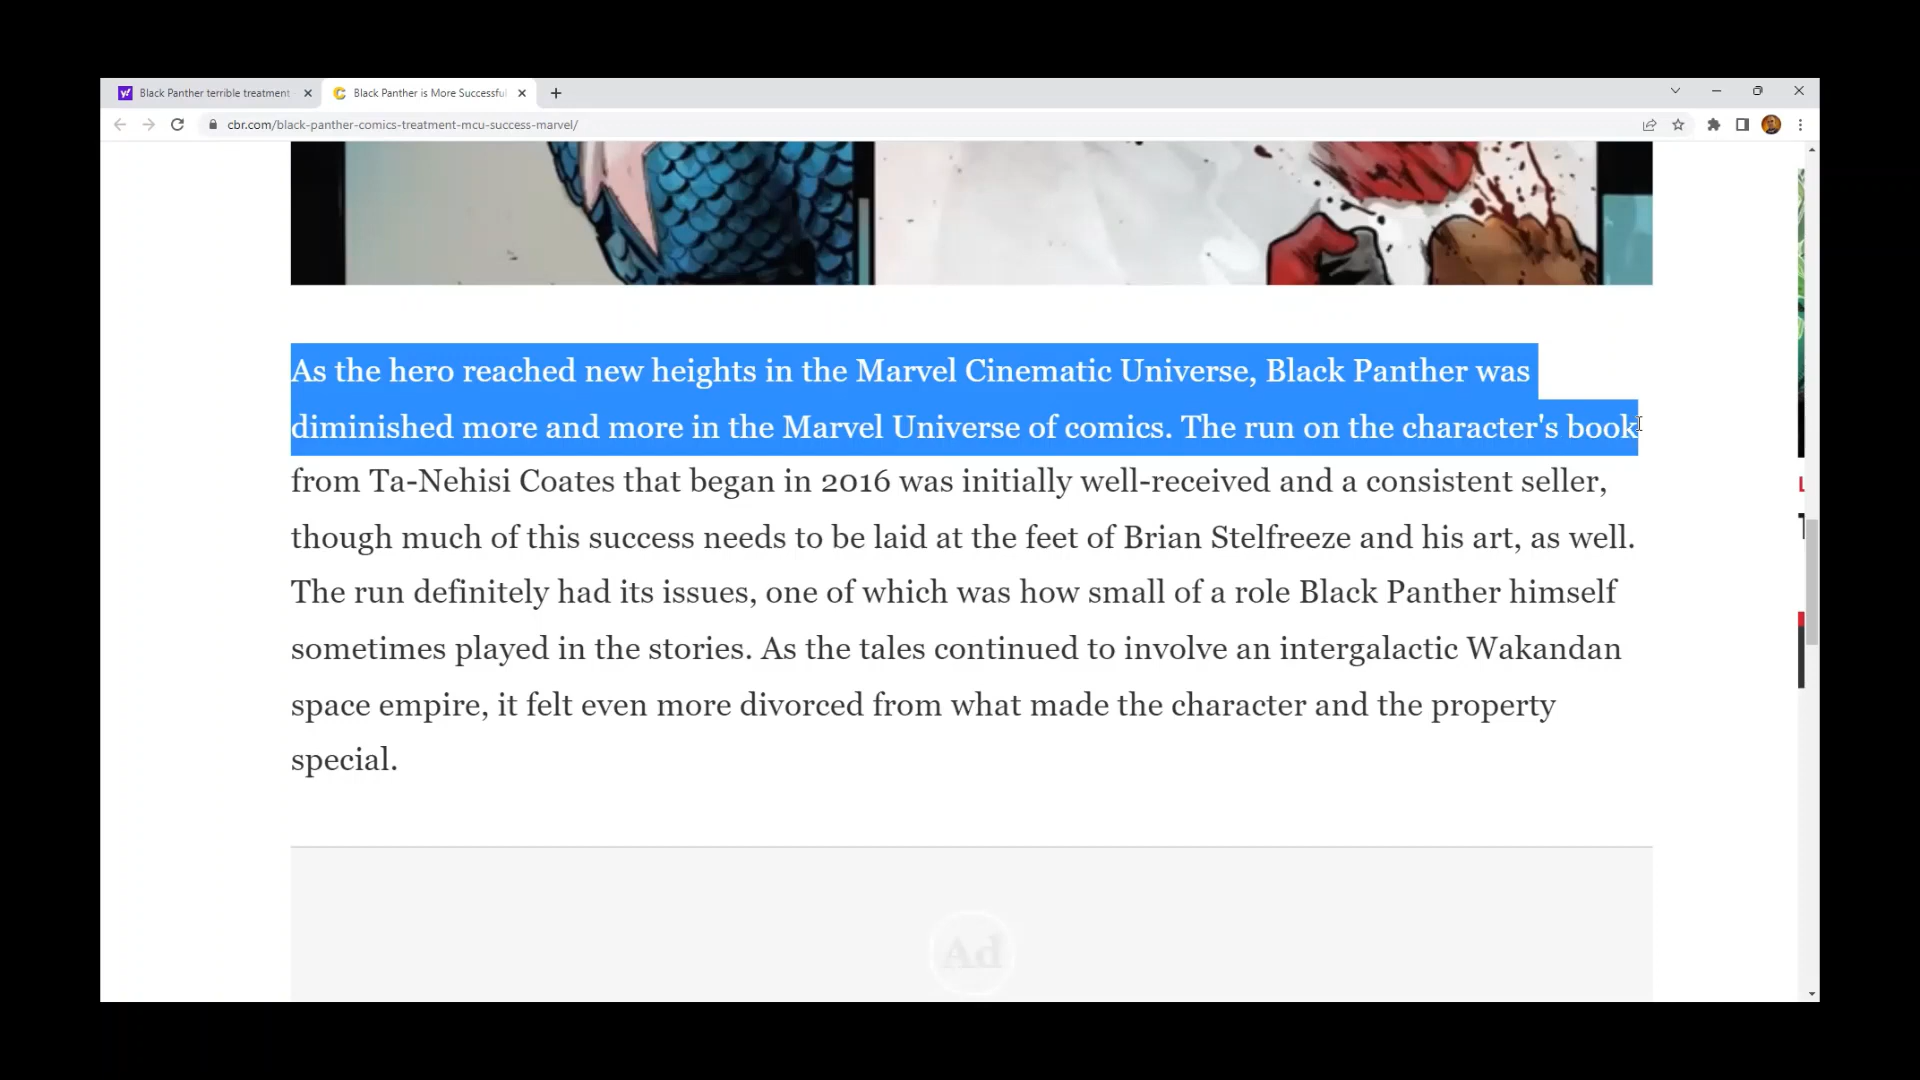 Black Panther terrible treatment
Black Panther is More Successful
cbr.com/black-panther-comics-treatment-mcu-success-marvel/
As the hero reached new heights in the Marvel Cinematic Universe, Black Panther was
diminished more and more in the Marvel Universe of comics. The run on the character's book
from Ta-Nehisi Coates that began in 2016 was initially well-received and a consistent seller,
though much of this success needs to be laid at the feet of Brian Stelfreeze and his art, as well.
The run definitely had its issues, one of which was how small of a role Black Panther himself
sometimes played in the stories. As the tales continued to involve an intergalactic Wakandan
space empire, it felt even more divorced from what made the character and the property
special.
Ad